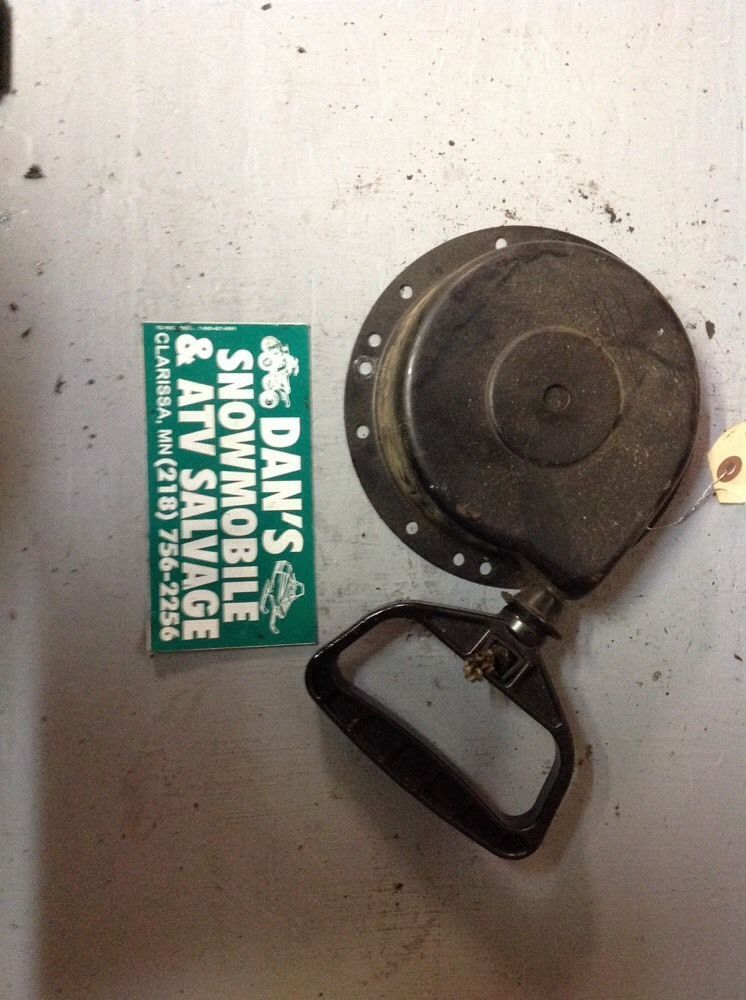 DAN'S
SNOWMOBILE
& ATV SALVAGE
CLARISSA, MN (218) 756-2256